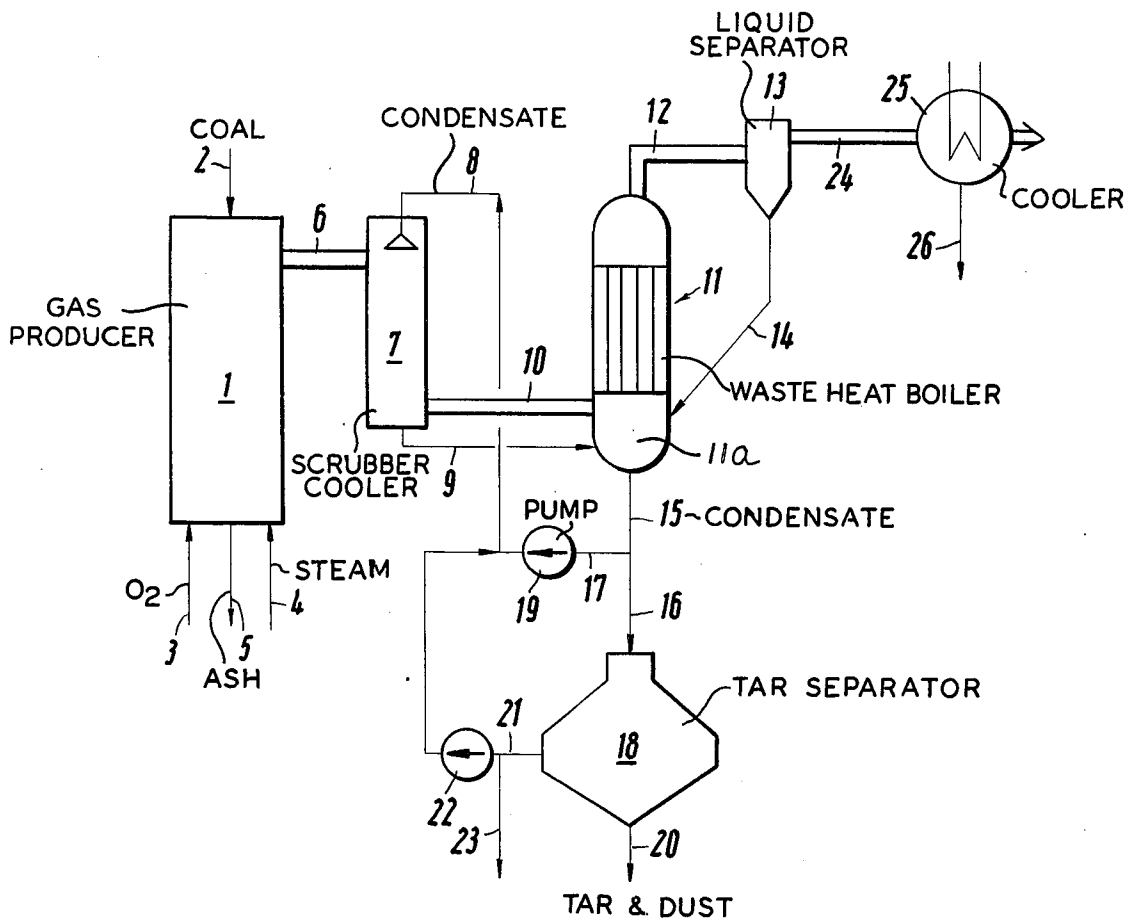 LIQUID
SEPARATOR
13
25
12
24
COOLER
26
CONDENSATE
8
COAL
2
6
GAS
PRODUCER
1
7
10
11
14
WASTE HEAT BOILER
11a
SCRUBBER
COOLER
9
PUMP
15~CONDENSATE
19
17
16
O2
3
5
STEAM
4
ASH
TAR SEPARATOR
18
21
22
23
20
TAR & DUST